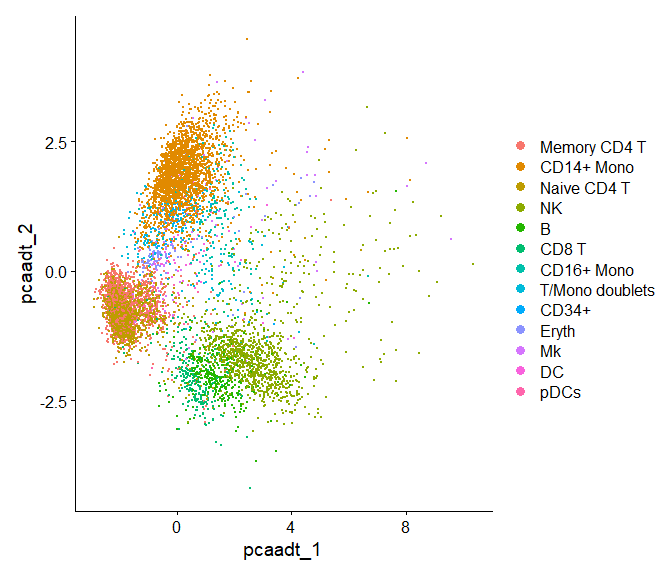 2.5
0.0
-2.5
pcaadt_2
0
4
8
pcaadt_1
Memory CD4 T
CD14+ Mono
Naive CD4 T
NK
B
CD8 T
CD16+ Mono
T/Mono doublets
CD34+
Eryth
Mk
DC
pDCs